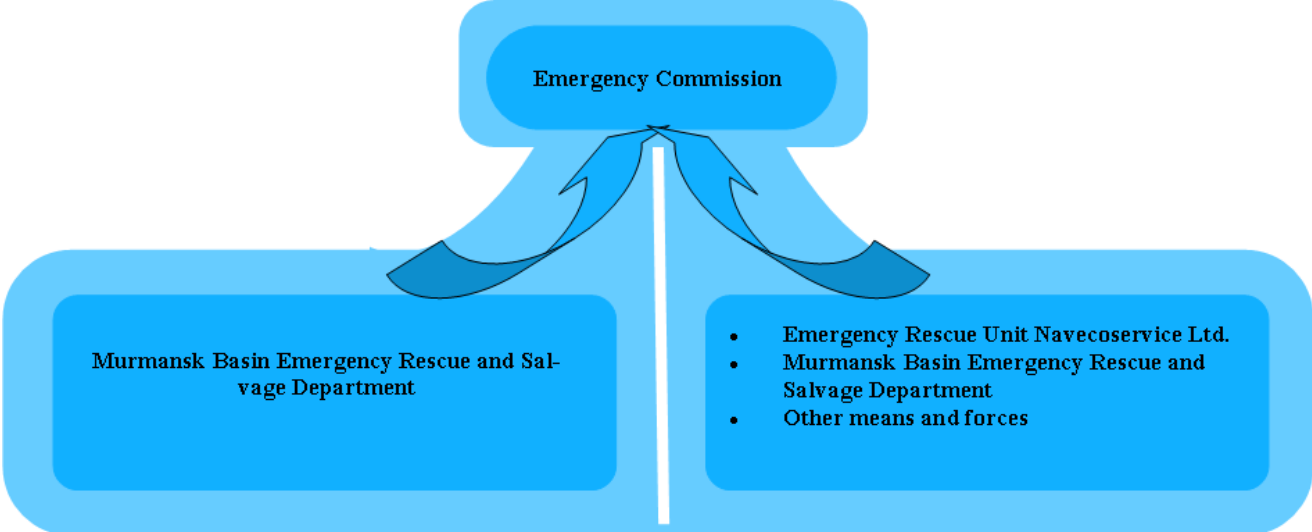 Emergency Commission
Murmansk Basin Emergency Rescue and Sal-
vage Department
• Emergency Rescue Unit Navecoservice Ltd.
• Murmansk Basin Emergency Rescue and
Salvage Department
• Other means and forces